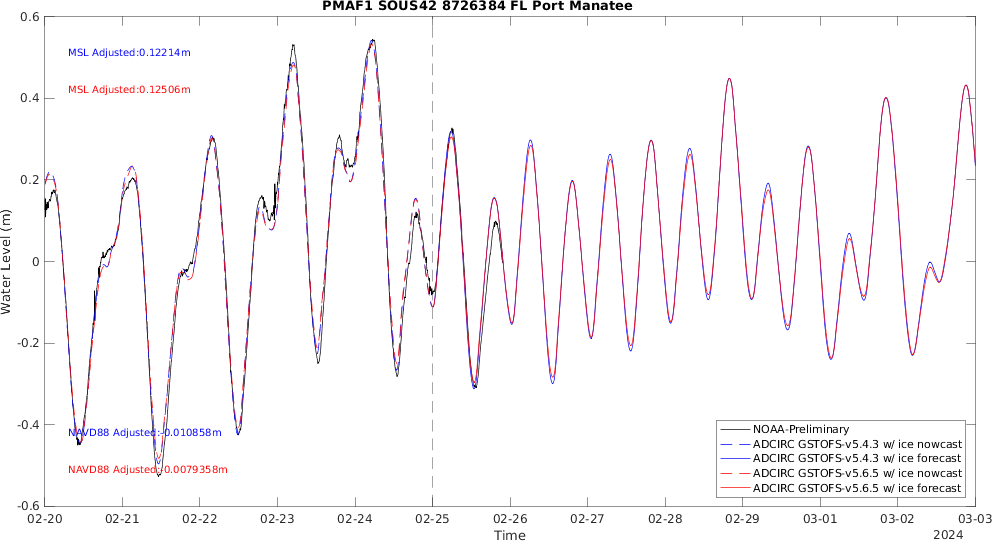 PMAF1 SOUS42 8726384 FL Port Manatee
0.6
0.4
0.2
0
-0.2
-0.4
-0.6
Water Level (m)
MSL Adjusted:0.12214m
MSL Adjusted:0.12506m
NAVD88 Adjusted:-0.010858m
NAVD88 Adjusted:-0.0079358m
NOAA-Preliminary
ADCIRC GSTOFS-v5.4.3 w/ ice nowcast
ADCIRC GSTOFS-v5.4.3 w/ ice forecast
ADCIRC GSTOFS-v5.6.5 w/ ice nowcast
ADCIRC GSTOFS-v5.6.5 w/ ice forecast
02-20 02-21 02-22 02-23 02-24 02-25 02-26 02-27 02-28 02-29 03-01 03-02 03-03
Time 2024